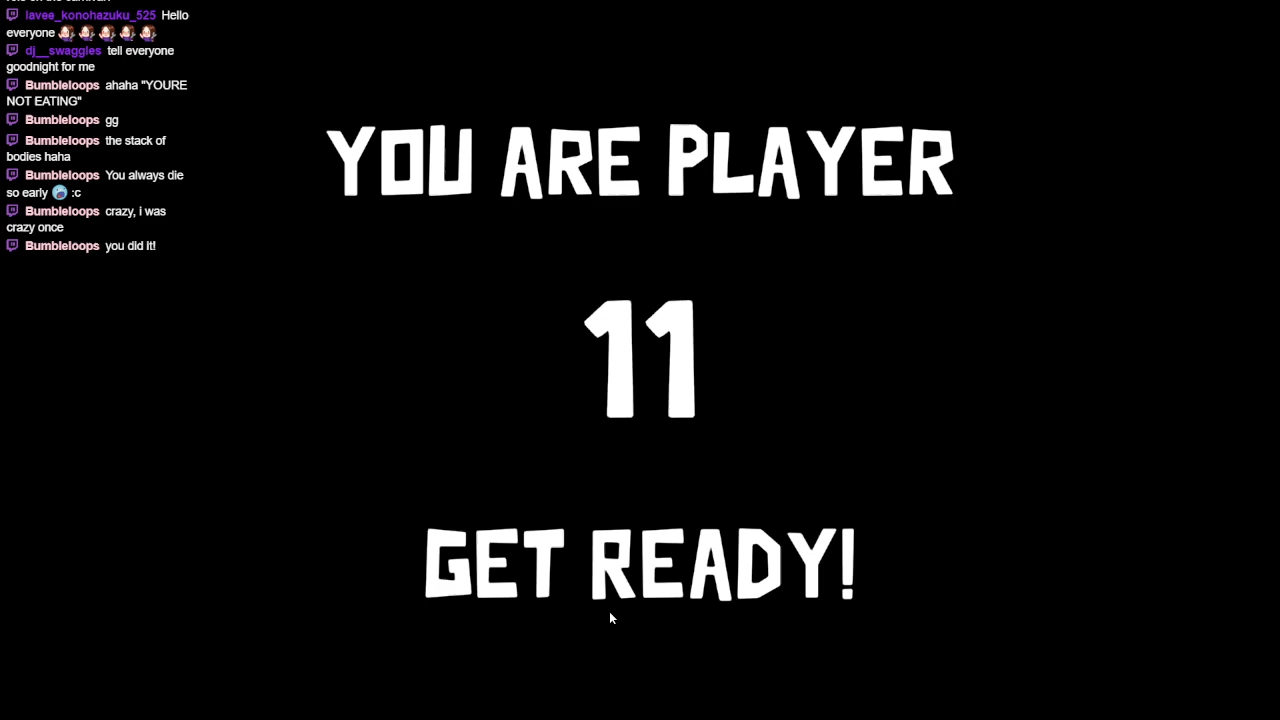 lavee_konohazuku_525 Hello
everyone
dj__swaggles tell everyone
goodnight for me
Bumbleloops ahaha "YOURE
NOT EATING"
Bumbleloops gg
Bumbleloops the stack of
bodies haha
Bumbleloops You always die
so early :c
Bumbleloops crazy, i was
crazy once
Bumbleloops you did it!
YOU ARE PLAYER
11
GET READY!